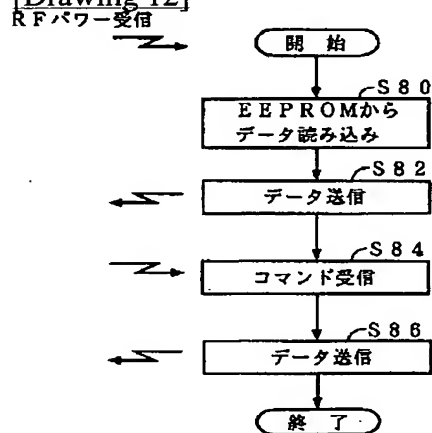 [Drawing 12]
RFパワー受信
開 始
S80
EEPROMから
データ読み込み
S82
データ送信
S84
コマンド受信
S86
データ送信
終 了